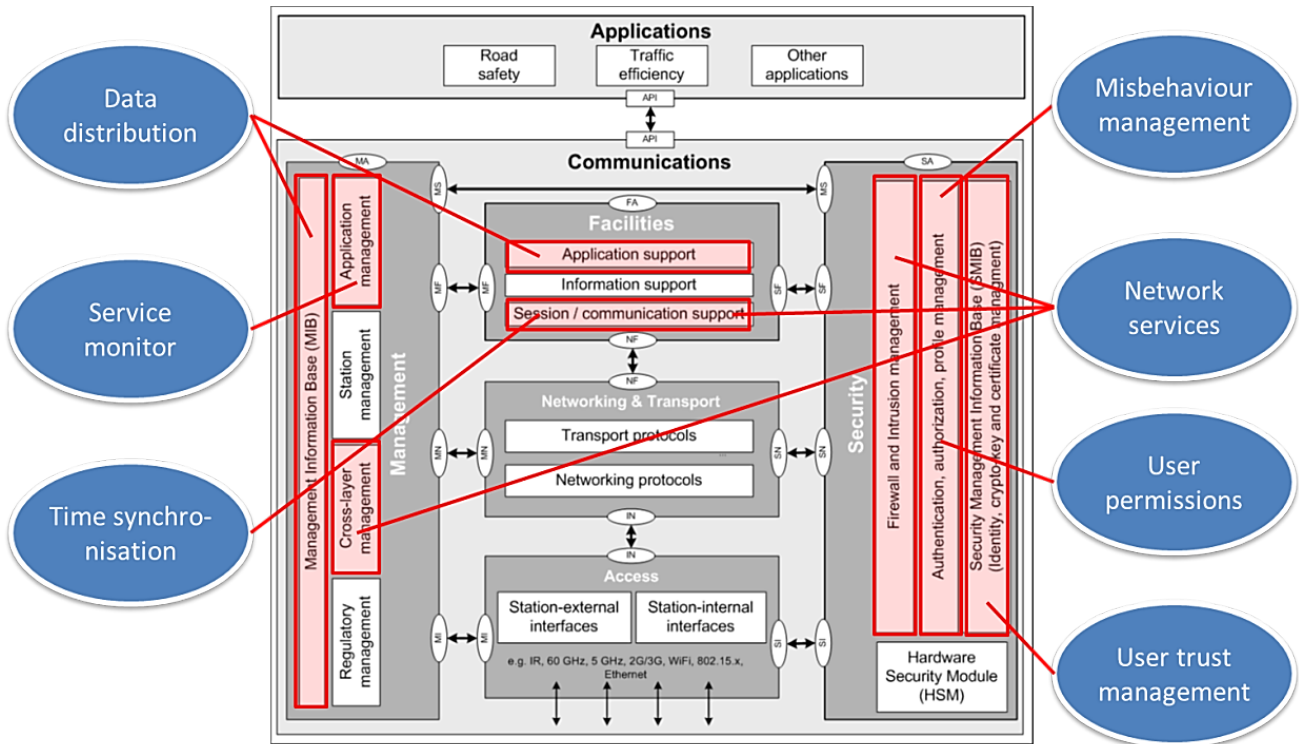 Applications
Road
safety
Traffic
efficiency
Other
applications
API
API
Communications
Data
distribution
Service
monitor
Time synchro-
nisation
MA
Management Information Base (MIB)
Application
management
Station
management
Cross-layer
management
Regulatory
management
Management
MS
MF
MN
MI
FA
Facilities
Application support
Information support
Session / communication support
MF
SF
NF
NF
Networking & Transport
Transport protocols
Networking protocols
MN
SN
IN
IN
Access
Station-external
interfaces
Station-internal
interfaces
e.g. IR, 60 GHz, 5 GHz, 2G/3G, WiFi, 802.15.x,
Ethernet
MI
SI
SA
MS
SF
SN
SI
Security
Firewall and Intrusion management
Authentication, authorization, profile management
Security Management Information Base (SMIB)
(Identity, crypto-key and certificate managment)
Hardware
Security Module
(HSM)
Misbehaviour
management
Network
services
User
permissions
User trust
management